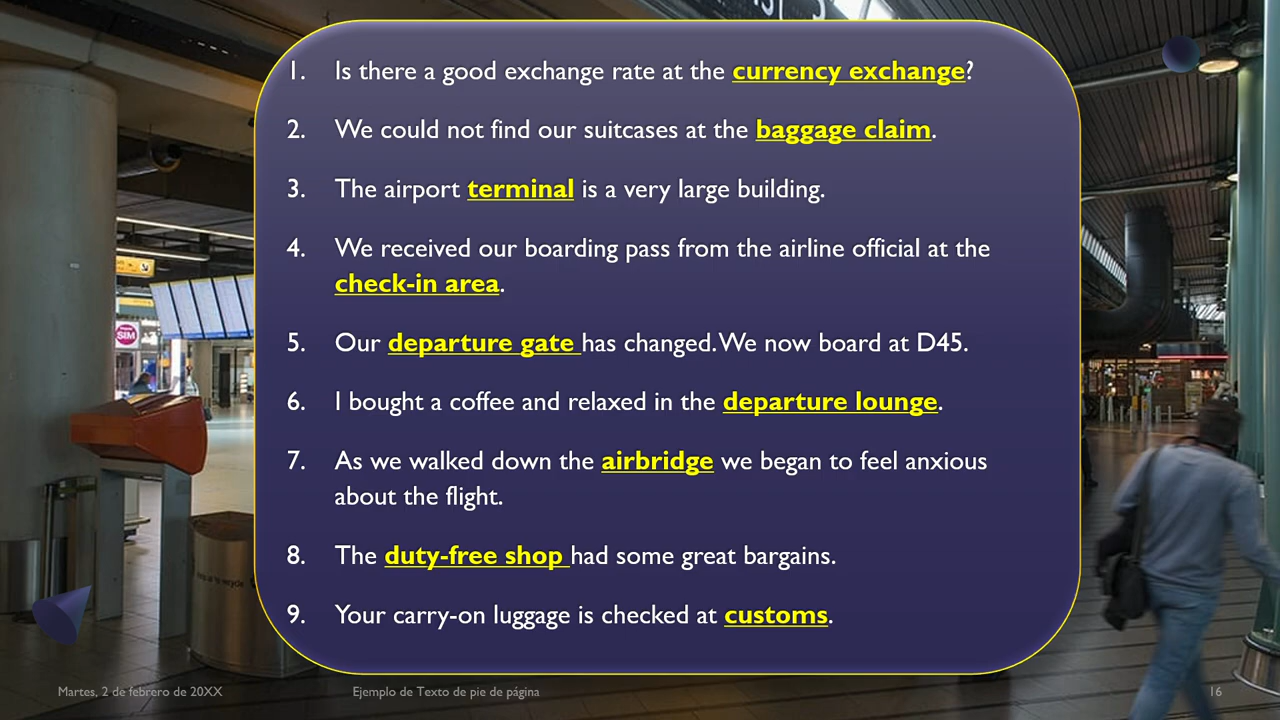 1. Is there a good exchange rate at the currency exchange?
2. We could not find our suitcases at the baggage claim.
3. The airport terminal is a very large building.
4. We received our boarding pass from the airline official at the
check-in area.
5. Our departure gate has changed. We now board at D45.
6. I bought a coffee and relaxed in the departure lounge.
7. As we walked down the airbridge we began to feel anxious
about the flight.
8. The duty-free shop had some great bargains.
9. Your carry-on luggage is checked at customs.
SIM
Martes, 2 de febrero de 20XX
Ejemplo de Texto de pie de página
16